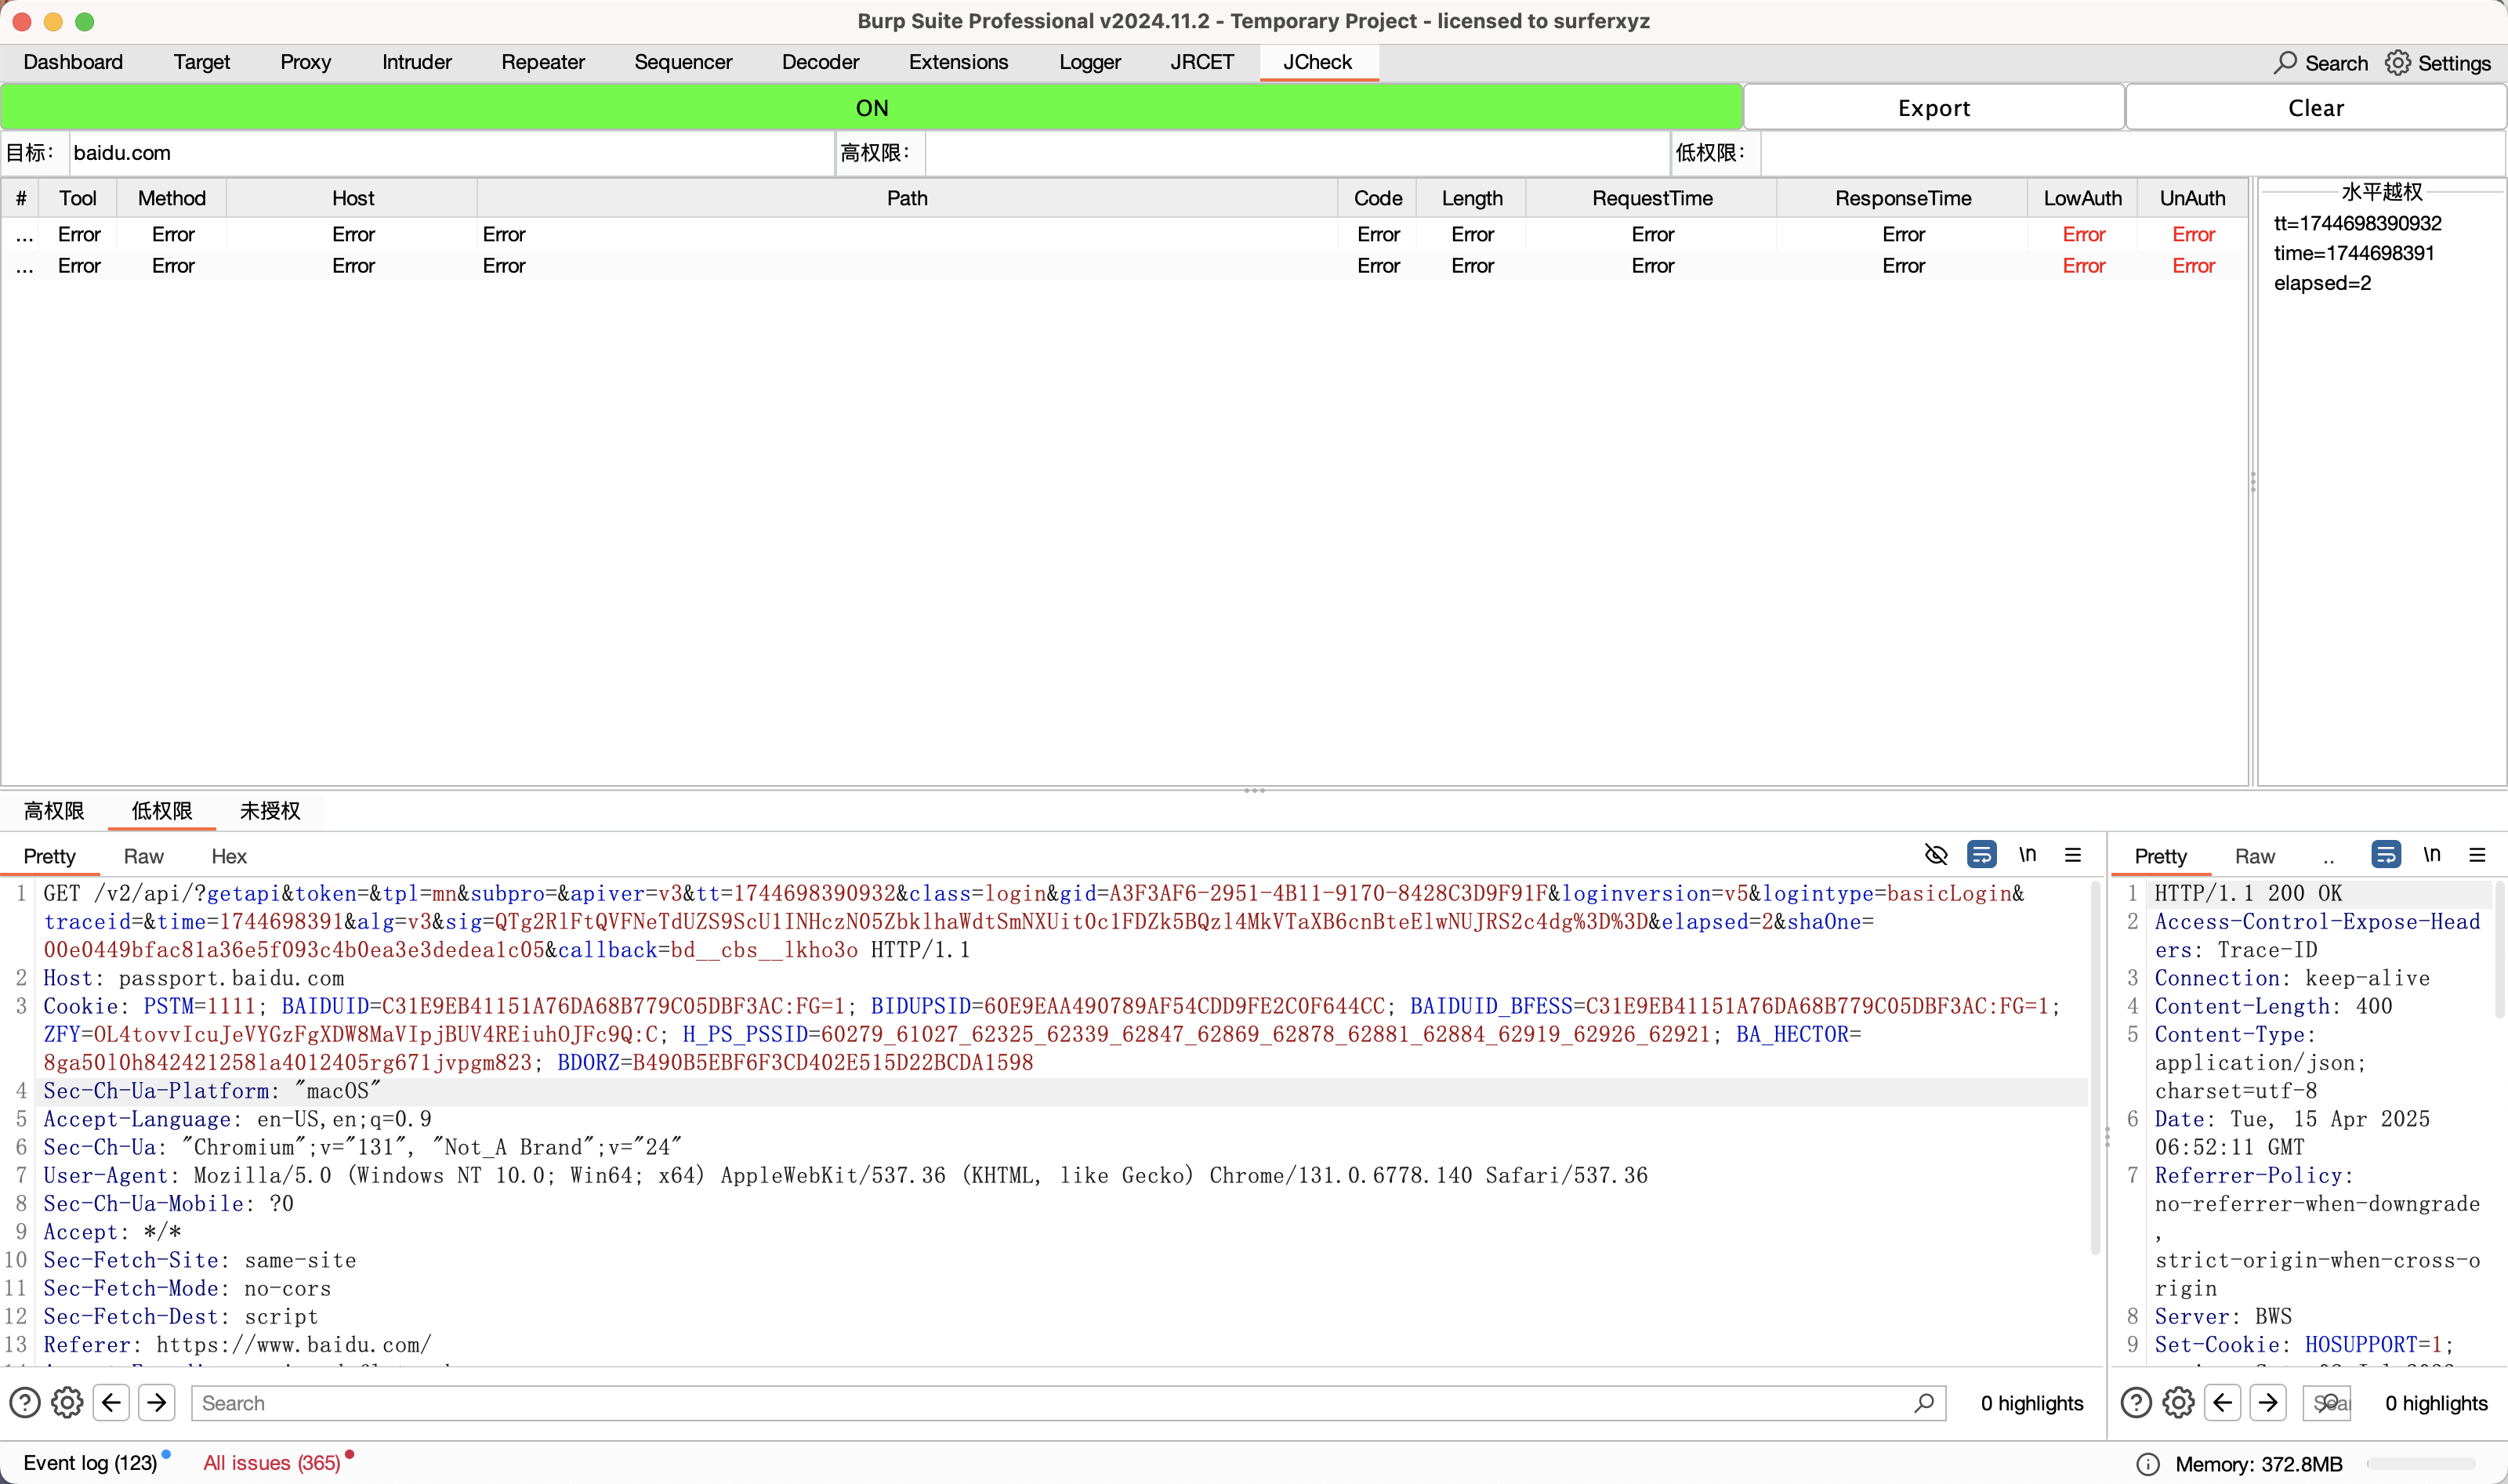 Burp Suite Professional v2024.11.2 - Temporary Project - licensed to surferxyz
Dashboard Target Proxy Intruder Repeater Sequencer Decoder Extensions Logger JRCET JCheck Search Settings
ON Export Clear
目标: baidu.com 高权限: 低权限:
# Tool Method Host Path Code Length RequestTime ResponseTime LowAuth UnAuth
... Error Error Error Error Error Error Error Error Error Error
... Error Error Error Error Error Error Error Error Error Error
水平越权
tt=1744698390932
time=1744698391
elapsed=2
高权限 低权限 未授权
Pretty Raw Hex \n
1 GET /v2/api/?getapi&token=&tpl=mn&subpro=&apiver=v3&tt=1744698390932&class=login&gid=A3F3AF6-2951-4B11-9170-8428C3D9F91F&loginversion=v5&logintype=basicLogin&
traceid=&time=1744698391&alg=v3&sig=QTg2RlFtQVFNeTdUZS9ScU1INHczN05ZbklhaWdtSmNXUit0c1FDZk5BQzl4MkVTaXB6cnBteElwNUJRS2c4dg%3D%3D&elapsed=2&shaOne=
00e0449bfac81a36e5f093c4b0ea3e3dedea1c05&callback=bd__cbs__lkho3o HTTP/1.1
2 Host: passport.baidu.com
3 Cookie: PSTM=1111; BAIDUID=C31E9EB41151A76DA68B779C05DBF3AC:FG=1; BIDUPSID=60E9EAA490789AF54CDD9FE2C0F644CC; BAIDUID_BFESS=C31E9EB41151A76DA68B779C05DBF3AC:FG=1;
ZFY=OL4tovvIcuJeVYGzFgXDW8MaVIpjBUV4REiuhOJFc9Q:C; H_PS_PSSID=60279_61027_62325_62339_62847_62869_62878_62881_62884_62919_62926_62921; BA_HECTOR=
8ga50l0h842421258la4012405rg671jvpgm823; BDORZ=B490B5EBF6F3CD402E515D22BCDA1598
4 Sec-Ch-Ua-Platform: "macOS"
5 Accept-Language: en-US,en;q=0.9
6 Sec-Ch-Ua: "Chromium";v="131", "Not_A Brand";v="24"
7 User-Agent: Mozilla/5.0 (Windows NT 10.0; Win64; x64) AppleWebKit/537.36 (KHTML, like Gecko) Chrome/131.0.6778.140 Safari/537.36
8 Sec-Ch-Ua-Mobile: ?0
9 Accept: */*
10 Sec-Fetch-Site: same-site
11 Sec-Fetch-Mode: no-cors
12 Sec-Fetch-Dest: script
13 Referer: https://www.baidu.com/
Pretty Raw .. \n
1 HTTP/1.1 200 OK
2 Access-Control-Expose-Head
ers: Trace-ID
3 Connection: keep-alive
4 Content-Length: 400
5 Content-Type:
application/json;
charset=utf-8
6 Date: Tue, 15 Apr 2025
06:52:11 GMT
7 Referrer-Policy:
no-referrer-when-downgrade
,
strict-origin-when-cross-o
rigin
8 Server: BWS
9 Set-Cookie: HOSUPPORT=1;
Search 0 highlights
0 highlights
Event log (123) All issues (365) Memory: 372.8MB